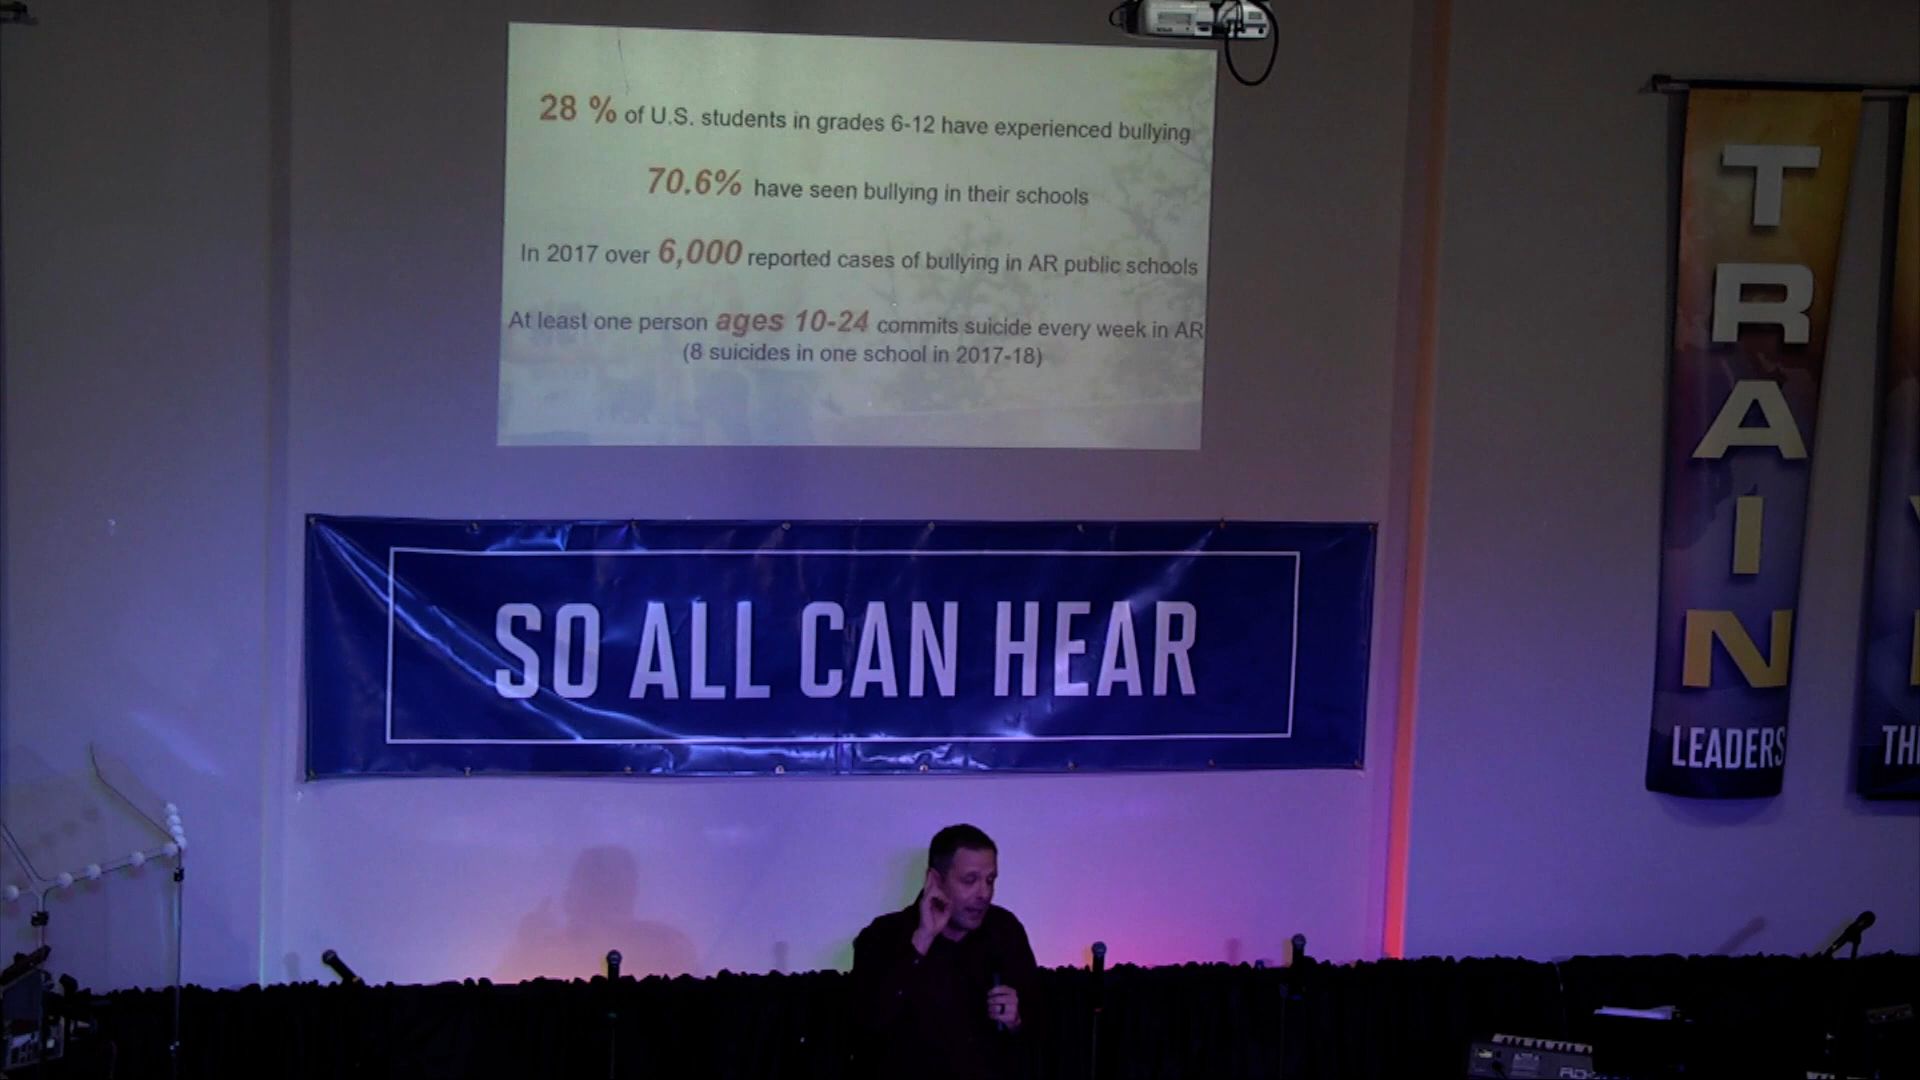 28 % of U.S. students in grades 6-12 have experienced bullying
70.6% have seen bullying in their schools
In 2017 over 6,000 reported cases of bullying in AR public schools
At least one person ages 10-24 commits suicide every week in AR
(8 suicides in one school in 2017-18)
SO ALL CAN HEAR
TRAIN
LEADERS